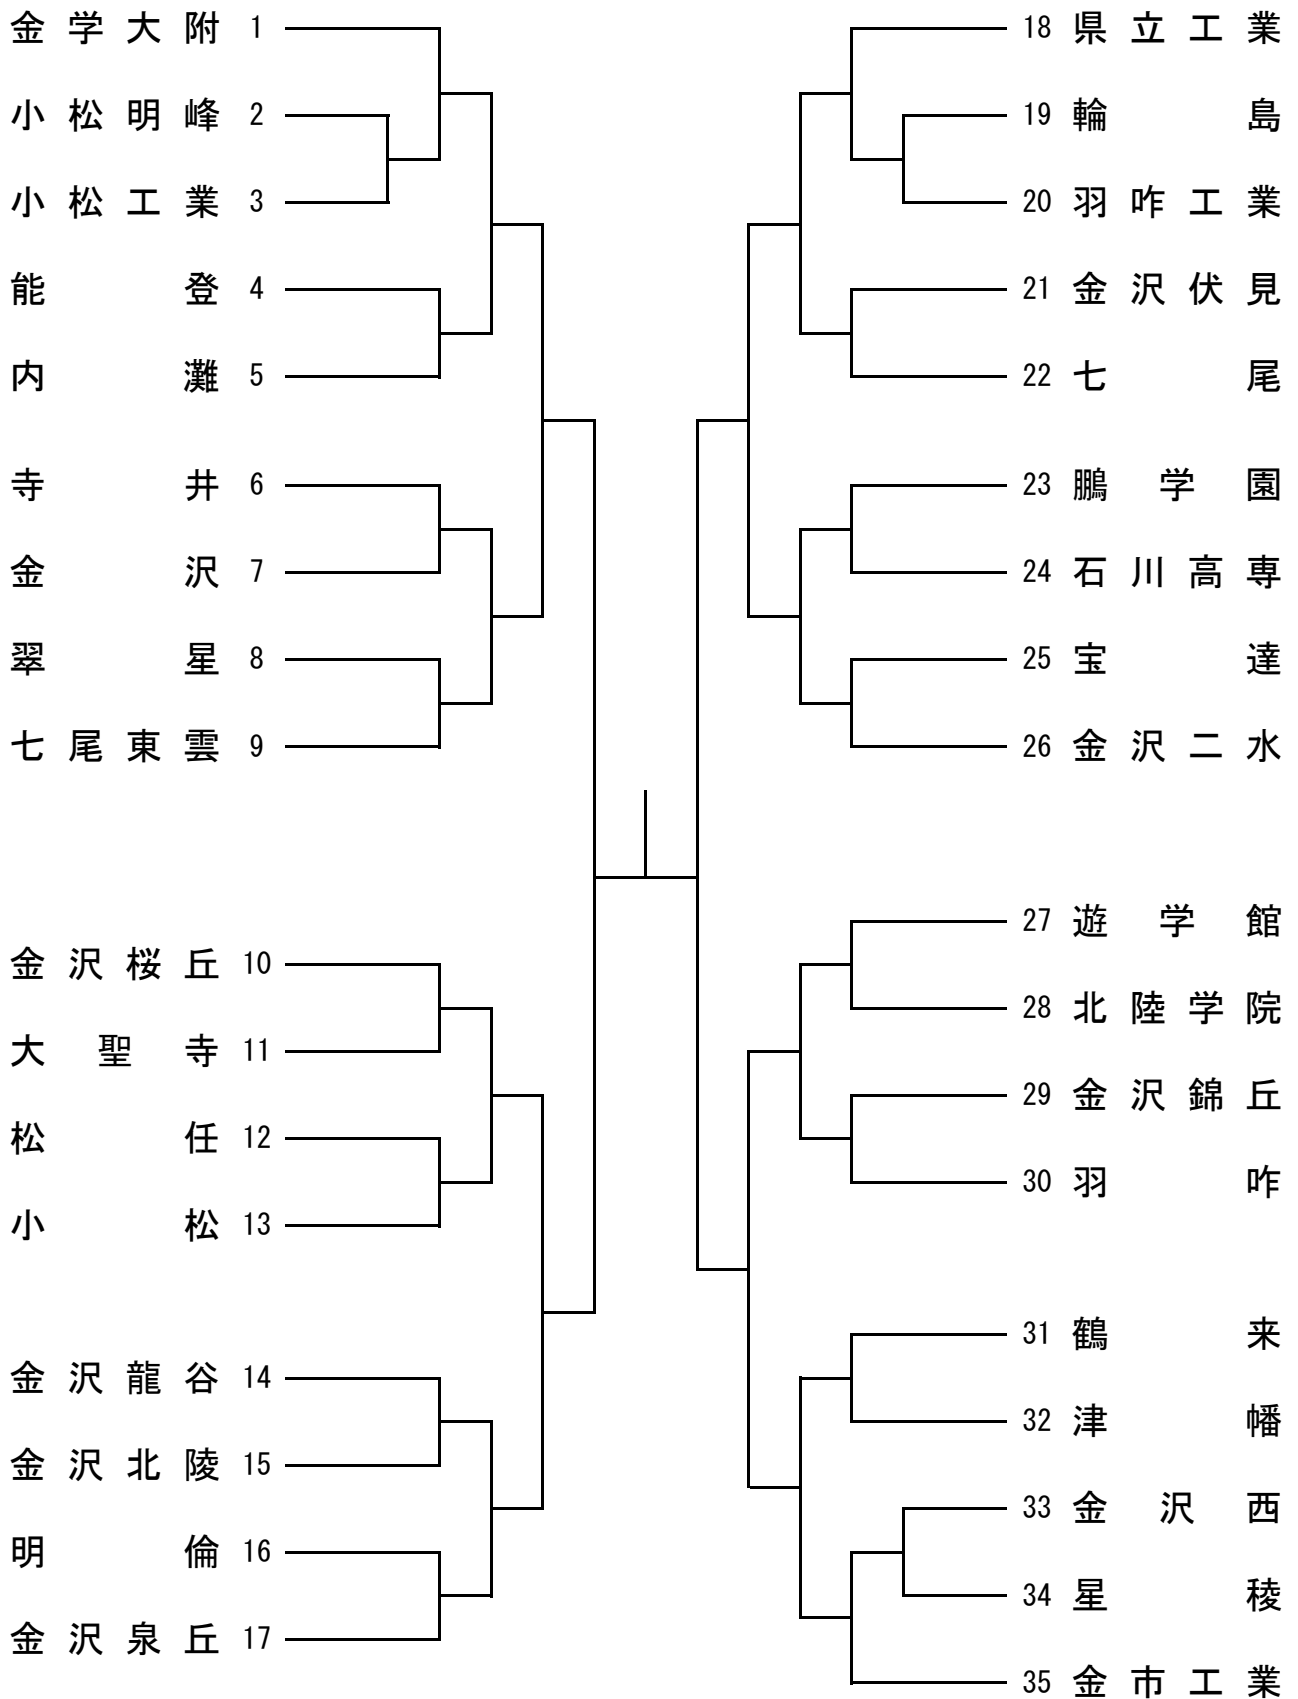 金学大附 1
小松明峰 2
小松工業 3
能登 4
内灘 5
寺井 6
金沢 7
翠星 8
七尾東雲 9
金沢桜丘 10
大聖寺 11
松任 12
小松 13
金沢龍谷 14
金沢北陵 15
明倫 16
金沢泉丘 17
18 県立工業
19 輪島
20 羽咋工業
21 金沢伏見
22 七尾
23 鵬学園
24 石川高専
25 宝達
26 金沢二水
27 遊学館
28 北陸学院
29 金沢錦丘
30 羽咋
31 鶴来
32 津幡
33 金沢西
34 星稜
35 金市工業